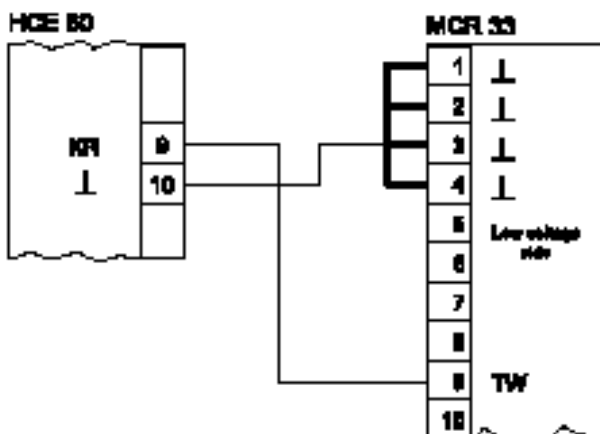 HCE 60
MCR 33
1 ⊥
2 ⊥
KR 9
3 ⊥
⊥ 10
4 ⊥
5
Low voltage
side
6
7
8
9 TW
10